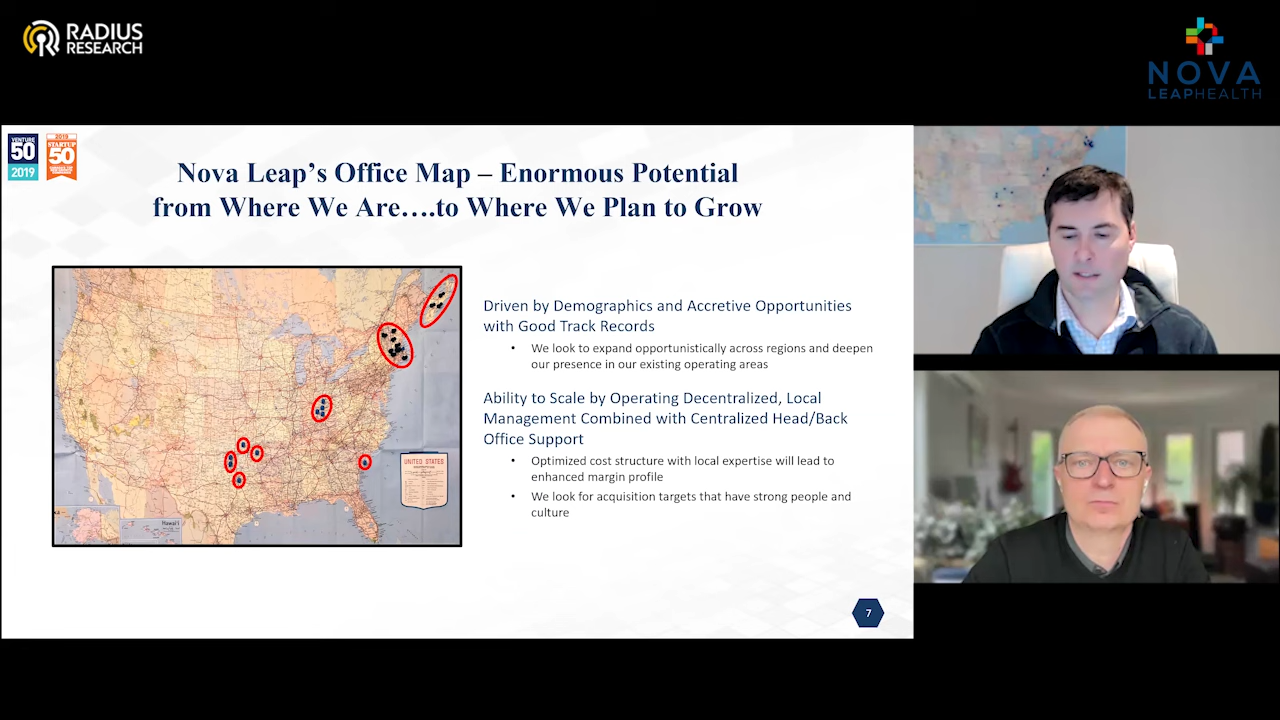 RADIUS
RESEARCH
NOVA
LEAPHEALTH
VENTURE
50
2019
2019
STARTUP
50
Nova Leap’s Office Map – Enormous Potential
from Where We Are….to Where We Plan to Grow
Driven by Demographics and Accretive Opportunities
with Good Track Records
• We look to expand opportunistically across regions and deepen
our presence in our existing operating areas
Ability to Scale by Operating Decentralized, Local
Management Combined with Centralized Head/Back
Office Support
• Optimized cost structure with local expertise will lead to
enhanced margin profile
• We look for acquisition targets that have strong people and
culture
UNITED STATES
Hawai'i
7